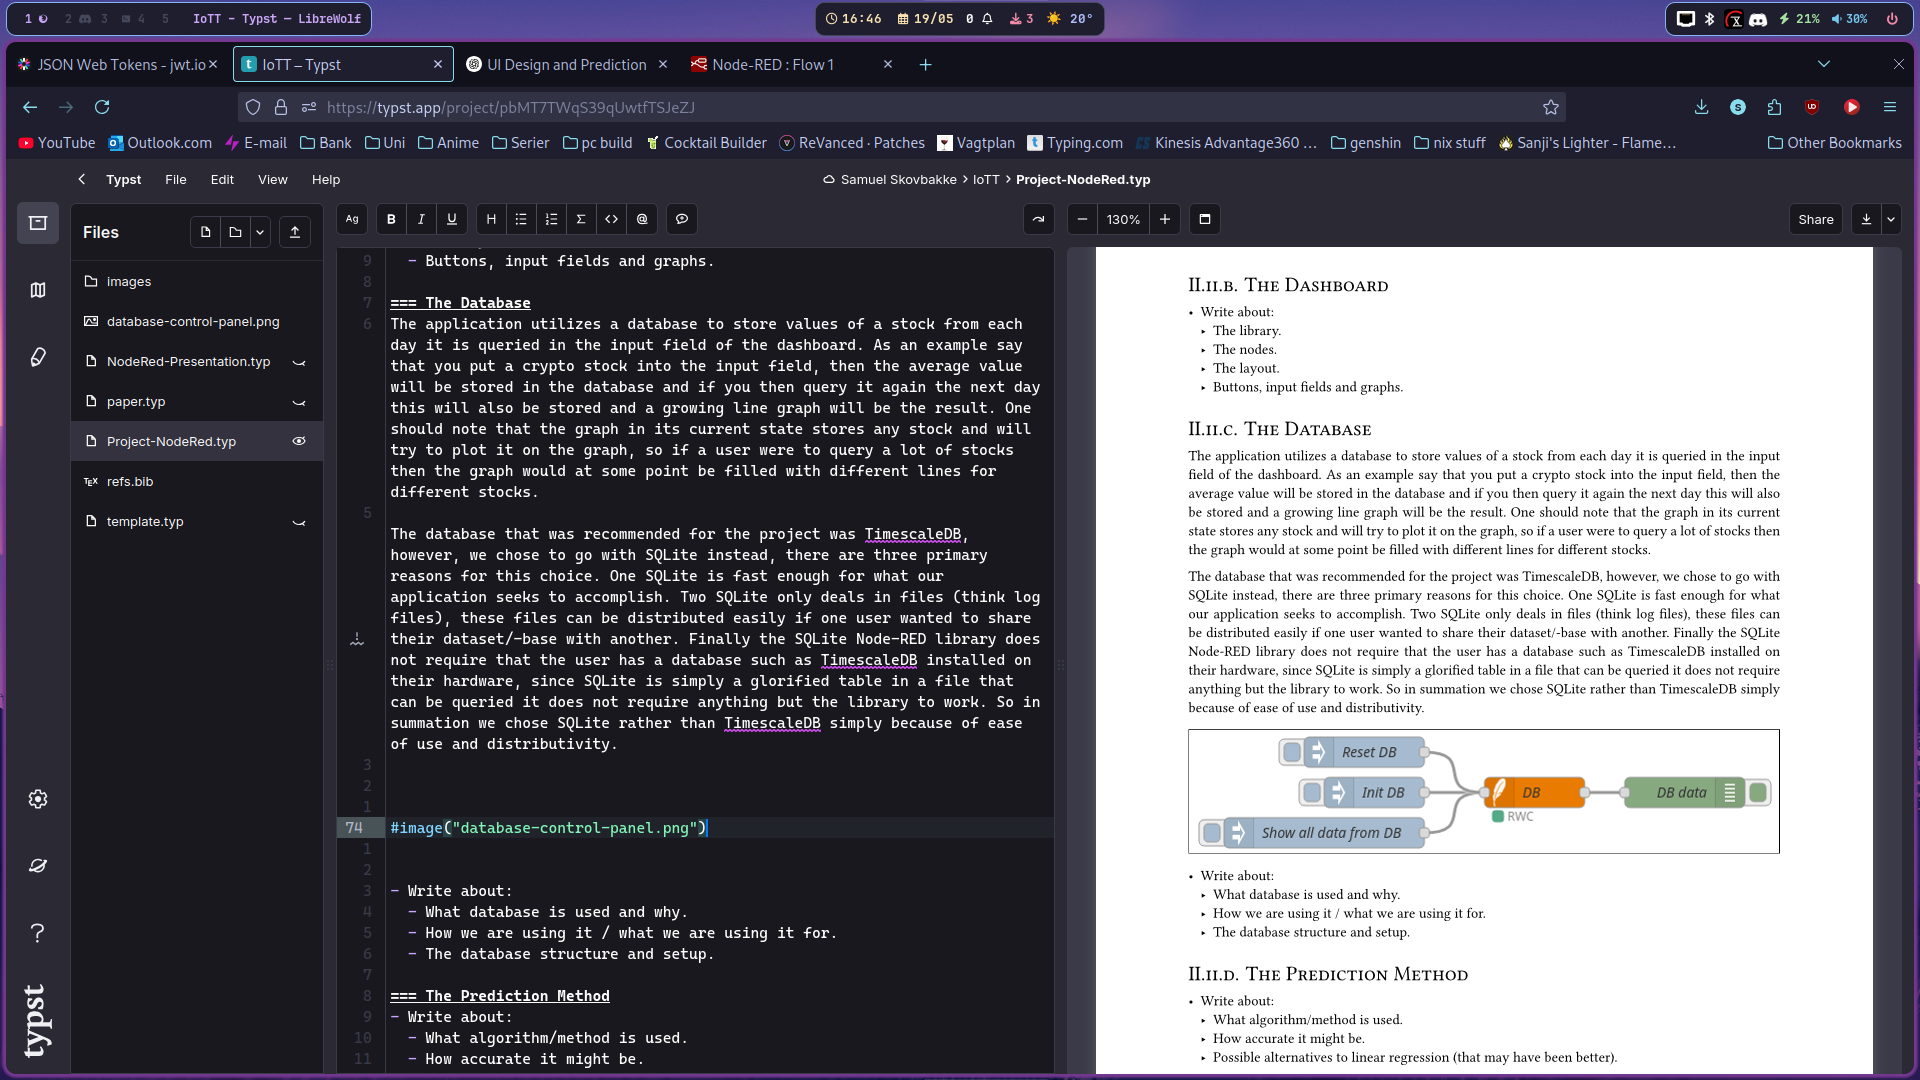 1 2 3 4 5 IoTT – Typst — LibreWolf
16:46 19/05 0 3 20°
21% 30%
JSON Web Tokens - jwt.io
IoTT – Typst
UI Design and Prediction
Node-RED : Flow 1
https://typst.app/project/pbMT7TWqS39qUwtfTSJeZJ
YouTube Outlook.com E-mail Bank Uni Anime Serier pc build Cocktail Builder ReVanced · Patches Vagtplan Typing.com Kinesis Advantage360 ... genshin nix stuff Sanji's Lighter - Flame... Other Bookmarks
Typst File Edit View Help
Samuel Skovbakke > IoTT > Project-NodeRed.typ
Ag B I U H Σ <> @
130%
Share
Files
images
database-control-panel.png
NodeRed-Presentation.typ
paper.typ
Project-NodeRed.typ
TEX refs.bib
template.typ
typst
9 - Buttons, input fields and graphs.
8
7 === The Database
6 The application utilizes a database to store values of a stock from each
day it is queried in the input field of the dashboard. As an example say
that you put a crypto stock into the input field, then the average value
will be stored in the database and if you then query it again the next day
this will also be stored and a growing line graph will be the result. One
should note that the graph in its current state stores any stock and will
try to plot it on the graph, so if a user were to query a lot of stocks
then the graph would at some point be filled with different lines for
different stocks.
5
The database that was recommended for the project was TimescaleDB,
however, we chose to go with SQLite instead, there are three primary
reasons for this choice. One SQLite is fast enough for what our
application seeks to accomplish. Two SQLite only deals in files (think log
files), these files can be distributed easily if one user wanted to share
their dataset/-base with another. Finally the SQLite Node-RED library does
not require that the user has a database such as TimescaleDB installed on
their hardware, since SQLite is simply a glorified table in a file that
can be queried it does not require anything but the library to work. So in
summation we chose SQLite rather than TimescaleDB simply because of ease
of use and distributivity.
3
2
1
74 #image("database-control-panel.png")
1
2
3 - Write about:
4 - What database is used and why.
5 - How we are using it / what we are using it for.
6 - The database structure and setup.
7
8 === The Prediction Method
9 - Write about:
10 - What algorithm/method is used.
11 - How accurate it might be.
II.II.B. The Dashboard
• Write about:
‣ The library.
‣ The nodes.
‣ The layout.
‣ Buttons, input fields and graphs.
II.II.C. The Database
The application utilizes a database to store values of a stock from each day it is queried in the input
field of the dashboard. As an example say that you put a crypto stock into the input field, then the
average value will be stored in the database and if you then query it again the next day this will also
be stored and a growing line graph will be the result. One should note that the graph in its current
state stores any stock and will try to plot it on the graph, so if a user were to query a lot of stocks then
the graph would at some point be filled with different lines for different stocks.
The database that was recommended for the project was TimescaleDB, however, we chose to go with
SQLite instead, there are three primary reasons for this choice. One SQLite is fast enough for what
our application seeks to accomplish. Two SQLite only deals in files (think log files), these files can
be distributed easily if one user wanted to share their dataset/-base with another. Finally the SQLite
Node-RED library does not require that the user has a database such as TimescaleDB installed on
their hardware, since SQLite is simply a glorified table in a file that can be queried it does not require
anything but the library to work. So in summation we chose SQLite rather than TimescaleDB simply
because of ease of use and distributivity.
Reset DB
Init DB
DB
DB data
RWC
Show all data from DB
• Write about:
‣ What database is used and why.
‣ How we are using it / what we are using it for.
‣ The database structure and setup.
II.II.D. The Prediction Method
• Write about:
‣ What algorithm/method is used.
‣ How accurate it might be.
‣ Possible alternatives to linear regression (that may have been better).